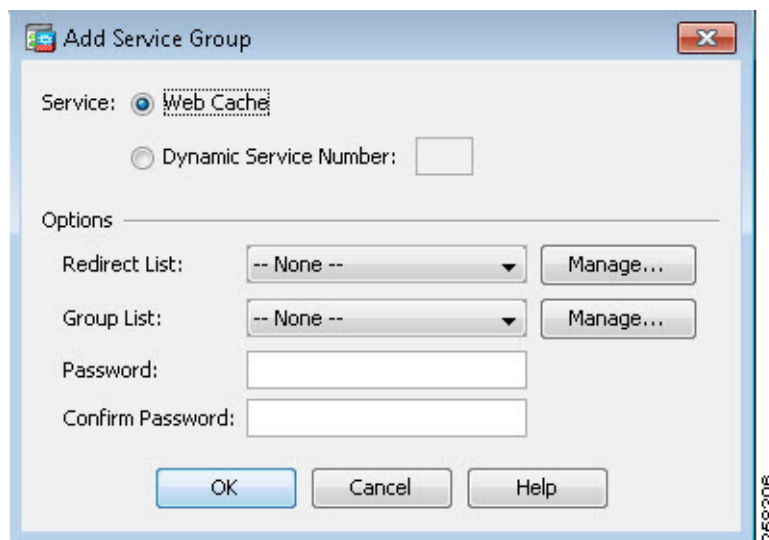 Add Service Group
Service: Web Cache
Dynamic Service Number:
Options
Redirect List: -- None -- Manage...
Group List: -- None -- Manage...
Password:
Confirm Password:
OK Cancel Help